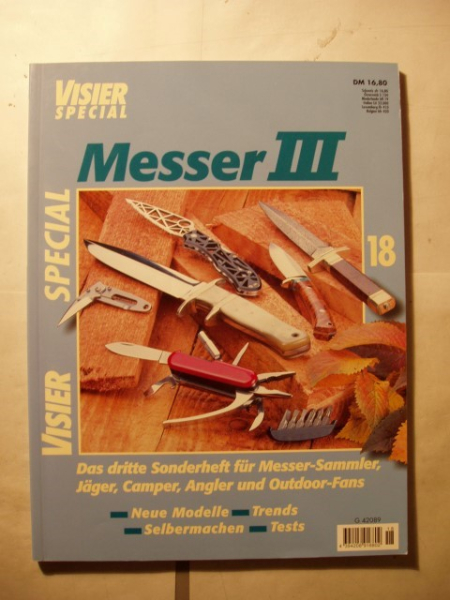 VISIER
SPECIAL
DM 16,80
Messer III
18
VISIER SPECIAL
Das dritte Sonderheft für Messer-Sammler,
Jäger, Camper, Angler und Outdoor-Fans
Neue Modelle Trends
Selbermachen Tests
G 42089